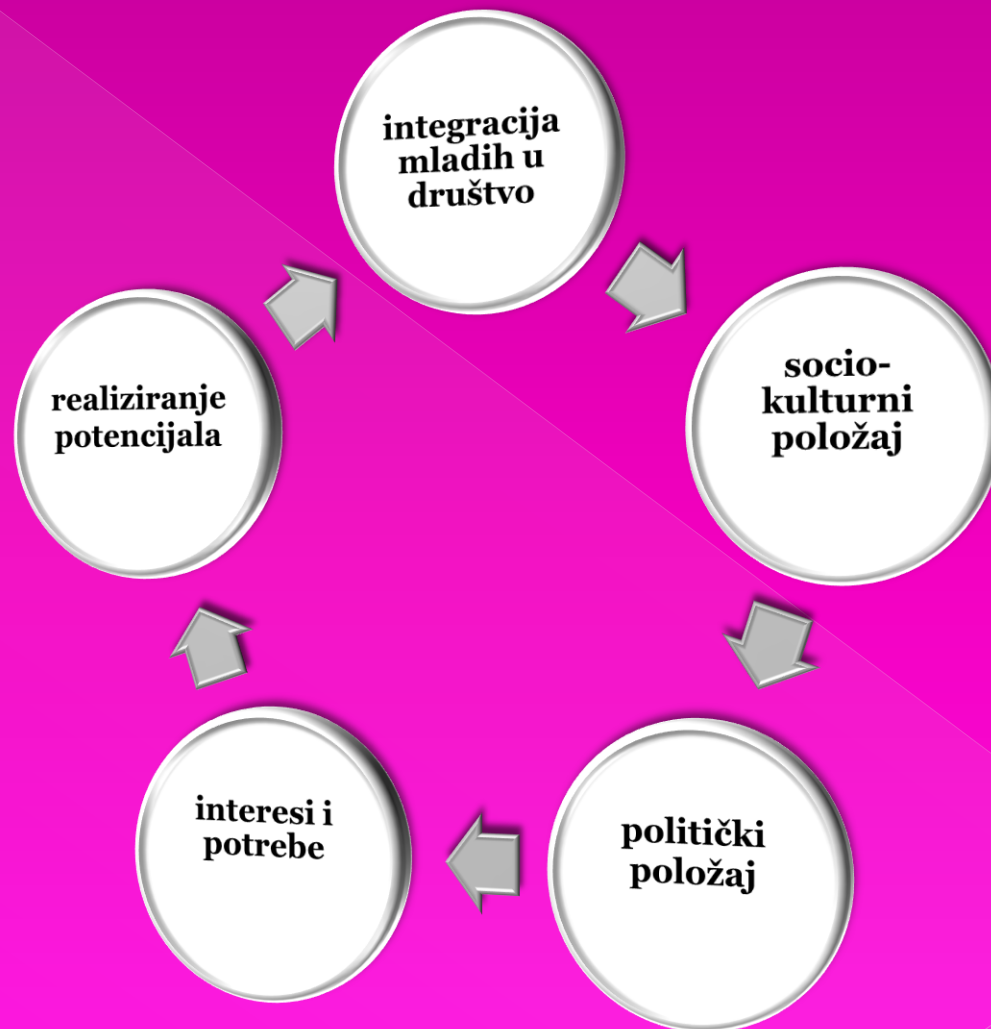 integracija
mladih u
društvo
socio-
kulturni
položaj
politički
položaj
interesi i
potrebe
realiziranje
potencijala